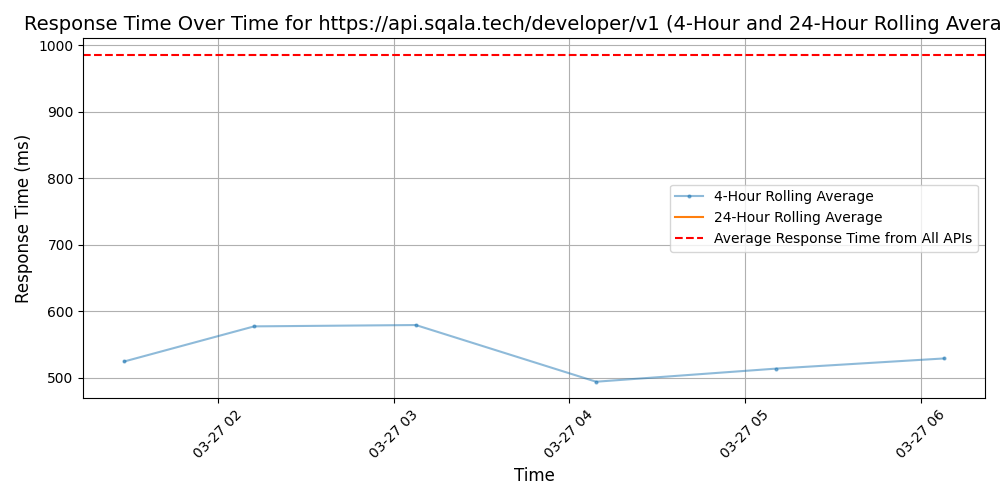 Response Time Over Time for https://api.sqala.tech/developer/v1 (4-Hour and 24-Hour Rolling Avera
Response Time (ms)
1000
900
800
700
600
500
4-Hour Rolling Average
24-Hour Rolling Average
Average Response Time from All APIs
03-27 02
03-27 03
03-27 04
03-27 05
03-27 06
Time